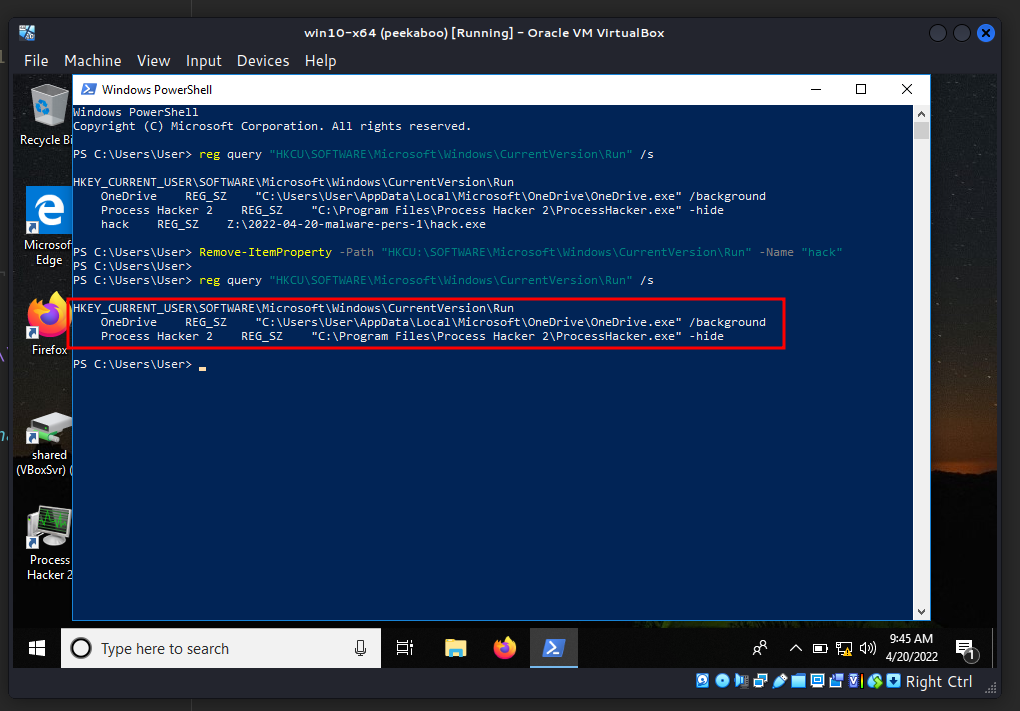 win10-x64 (peekaboo) [Running] - Oracle VM VirtualBox
File Machine View Input Devices Help
Windows PowerShell
Windows PowerShell
Copyright (C) Microsoft Corporation. All rights reserved.
PS C:\Users\User> reg query "HKCU\SOFTWARE\Microsoft\Windows\CurrentVersion\Run" /s
HKEY_CURRENT_USER\SOFTWARE\Microsoft\Windows\CurrentVersion\Run
OneDrive    REG_SZ    "C:\Users\User\AppData\Local\Microsoft\OneDrive\OneDrive.exe" /background
Process Hacker 2    REG_SZ    "C:\Program Files\Process Hacker 2\ProcessHacker.exe" -hide
hack    REG_SZ    Z:\2022-04-20-malware-pers-1\hack.exe
PS C:\Users\User> Remove-ItemProperty -Path "HKCU:\SOFTWARE\Microsoft\Windows\CurrentVersion\Run" -Name "hack"
PS C:\Users\User>
PS C:\Users\User> reg query "HKCU\SOFTWARE\Microsoft\Windows\CurrentVersion\Run" /s
HKEY_CURRENT_USER\SOFTWARE\Microsoft\Windows\CurrentVersion\Run
OneDrive    REG_SZ    "C:\Users\User\AppData\Local\Microsoft\OneDrive\OneDrive.exe" /background
Process Hacker 2    REG_SZ    "C:\Program Files\Process Hacker 2\ProcessHacker.exe" -hide
PS C:\Users\User>
Recycle Bi
Microsof
Edge
Firefox
shared
(VBoxSvr) (
Process
Hacker 2
Type here to search
9:45 AM
4/20/2022
1
Right Ctrl